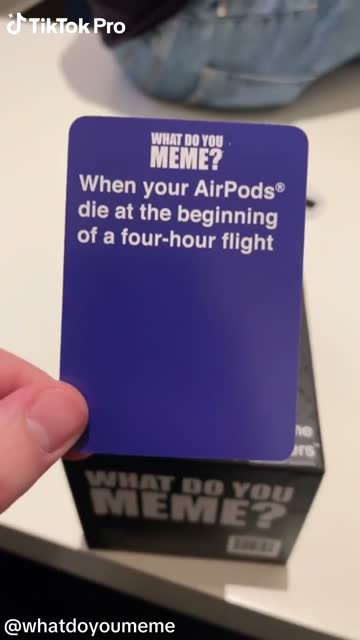 TikTok Pro
WHAT DO YOU
MEME?
When your AirPods®
die at the beginning
of a four-hour flight
WHAT DO YOU
MEME?
@whatdoyoumeme